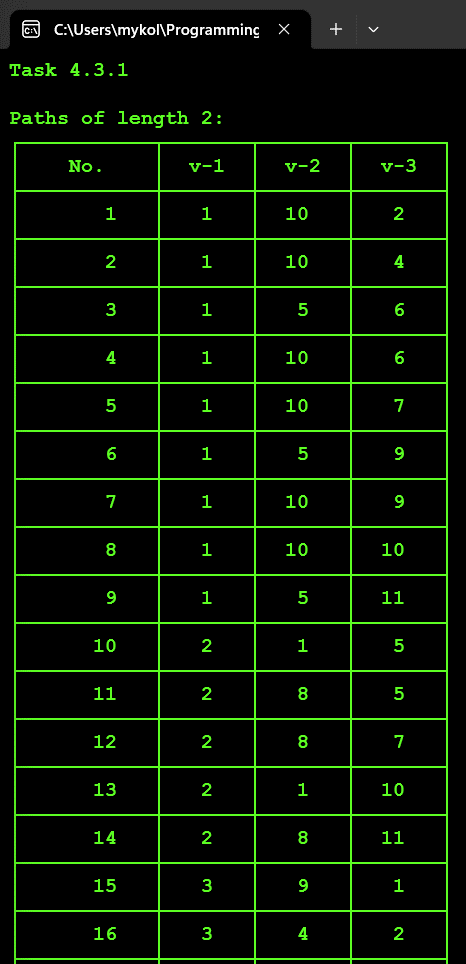 C:\Users\mykol\Programming
Task 4.3.1
Paths of length 2:
No. v-1 v-2 v-3
1 1 10 2
2 1 10 4
3 1 5 6
4 1 10 6
5 1 10 7
6 1 5 9
7 1 10 9
8 1 10 10
9 1 5 11
10 2 1 5
11 2 8 5
12 2 8 7
13 2 1 10
14 2 8 11
15 3 9 1
16 3 4 2